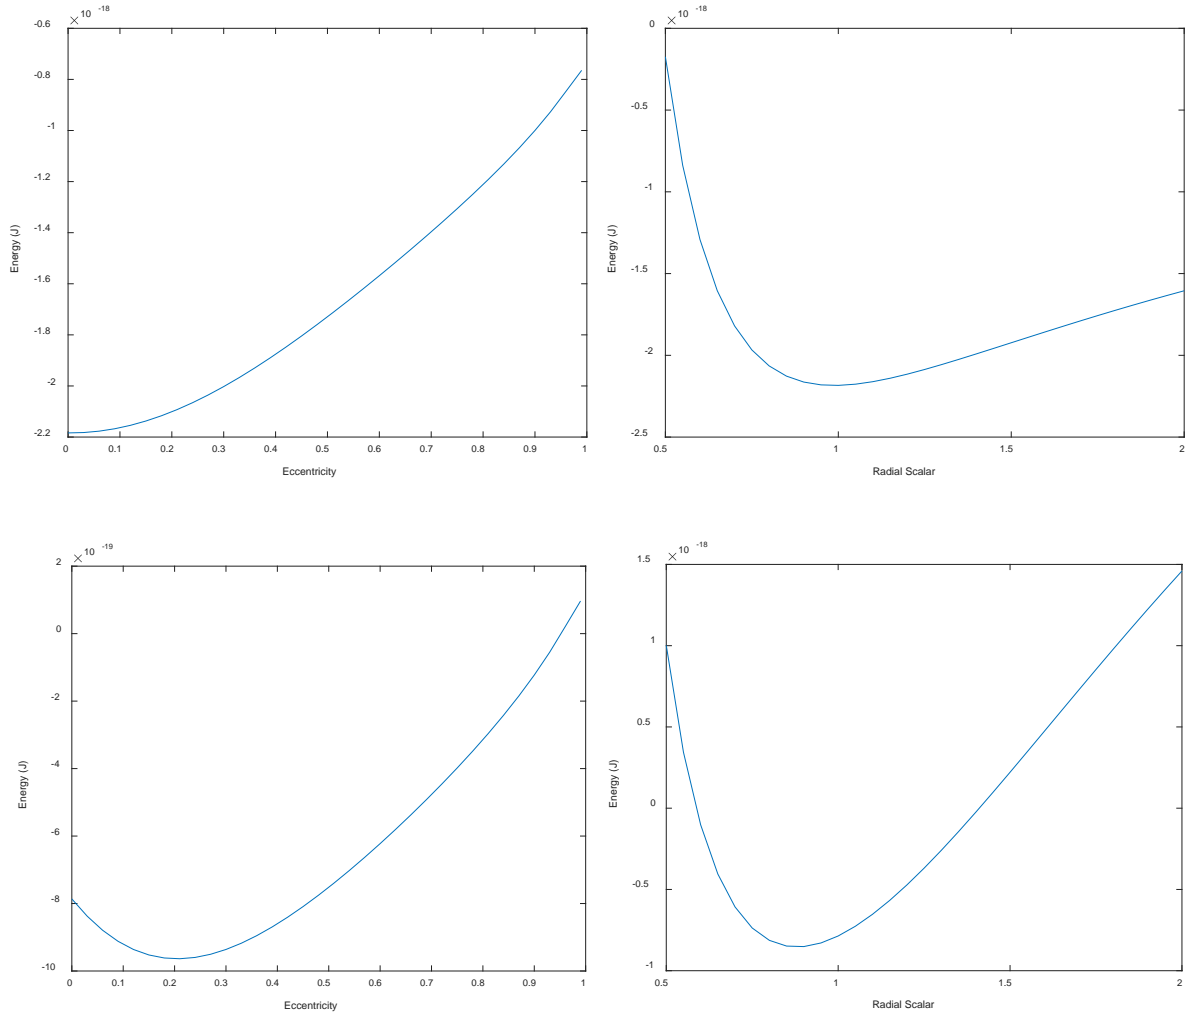 × 10 -18
-0.6
-0.8
-1
-1.2
-1.4
-1.6
-1.8
-2
-2.2
Energy (J)
0 0.1 0.2 0.3 0.4 0.5 0.6 0.7 0.8 0.9 1
Eccentricity
× 10 -18
0
-0.5
-1
-1.5
-2
-2.5
Energy (J)
0.5 1 1.5 2
Radial Scalar
× 10 -19
2
0
-2
-4
-6
-8
-10
Energy (J)
0 0.1 0.2 0.3 0.4 0.5 0.6 0.7 0.8 0.9 1
Eccentricity
× 10 -18
1.5
1
0.5
0
-0.5
-1
Energy (J)
0.5 1 1.5 2
Radial Scalar